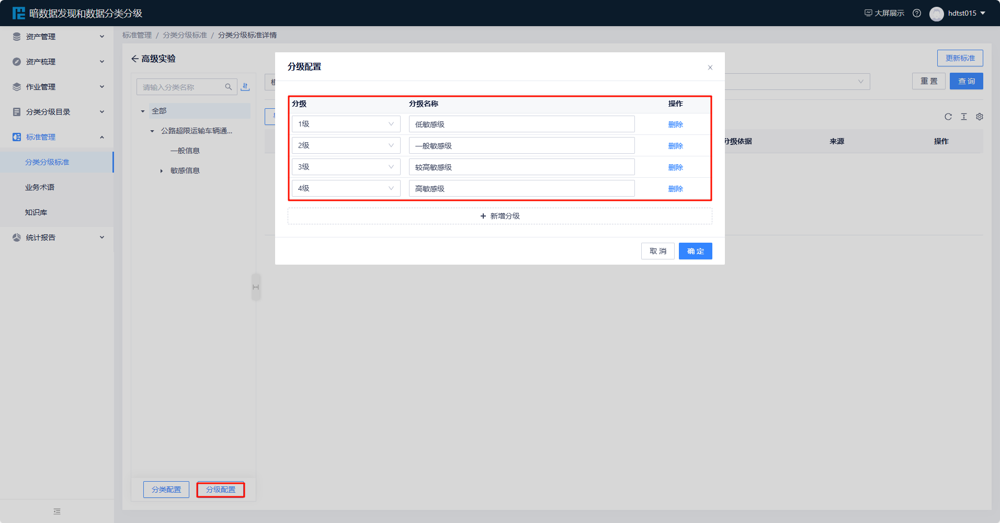 暗数据发现和数据分类分级
大屏展示
hdtst015
资产管理
资产梳理
作业管理
分类分级目录
标准管理
分类分级标准
业务术语
知识库
统计报告
标准管理 / 分类分级标准 / 分类分级标准详情
高级实验
更新标准
请输入分类名称
重置
查询
全部
公路超限运输车辆通...
一般信息
敏感信息
分级依据
来源
操作
分类配置
分级配置
分级配置
分级 分级名称 操作
1级 低敏感级 删除
2级 一般敏感级 删除
3级 较高敏感级 删除
4级 高敏感级 删除
+ 新增分级
取消 确定